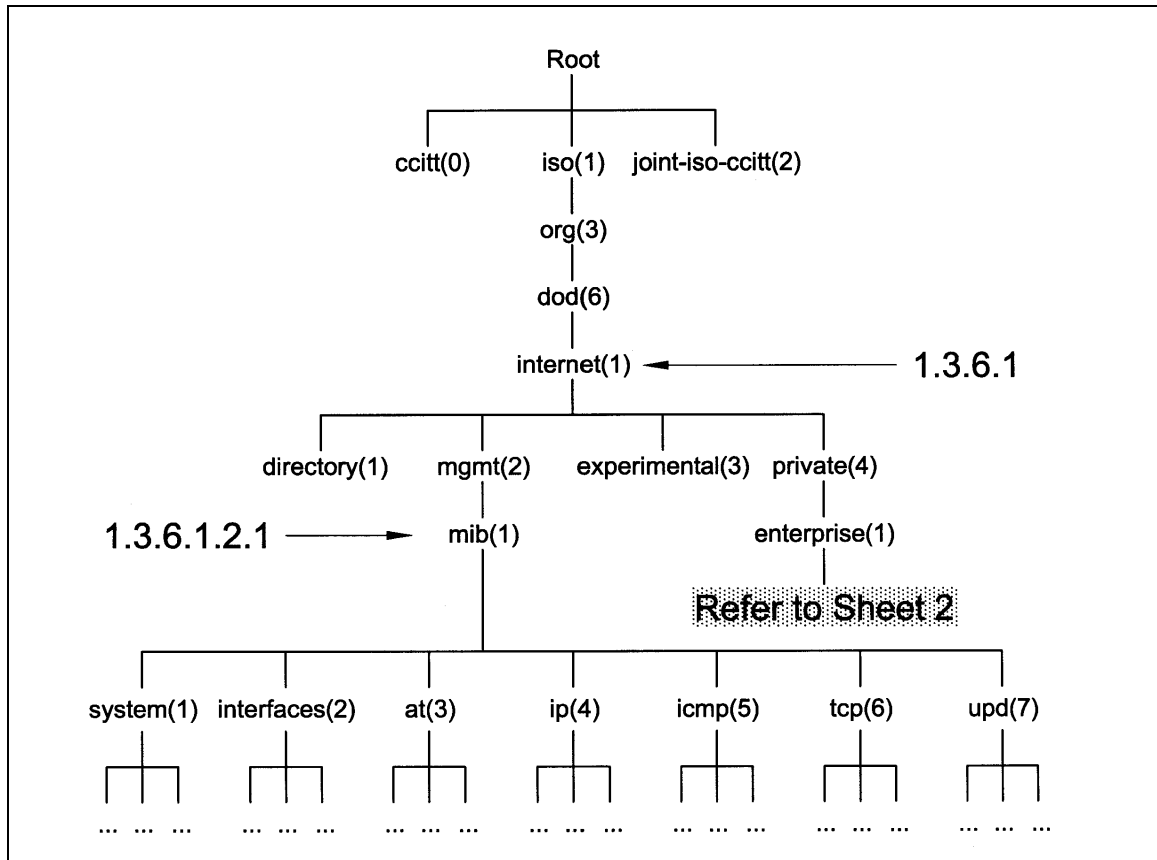 Root
ccitt(0) iso(1) joint-iso-ccitt(2)
org(3)
dod(6)
internet(1) 1.3.6.1
directory(1) mgmt(2) experimental(3) private(4)
1.3.6.1.2.1 mib(1) enterprise(1)
Refer to Sheet 2
system(1) interfaces(2) at(3) ip(4) icmp(5) tcp(6) upd(7)
... ... ... ... ... ... ... ... ... ... ... ... ... ... ... ... ... ... ... ... ...